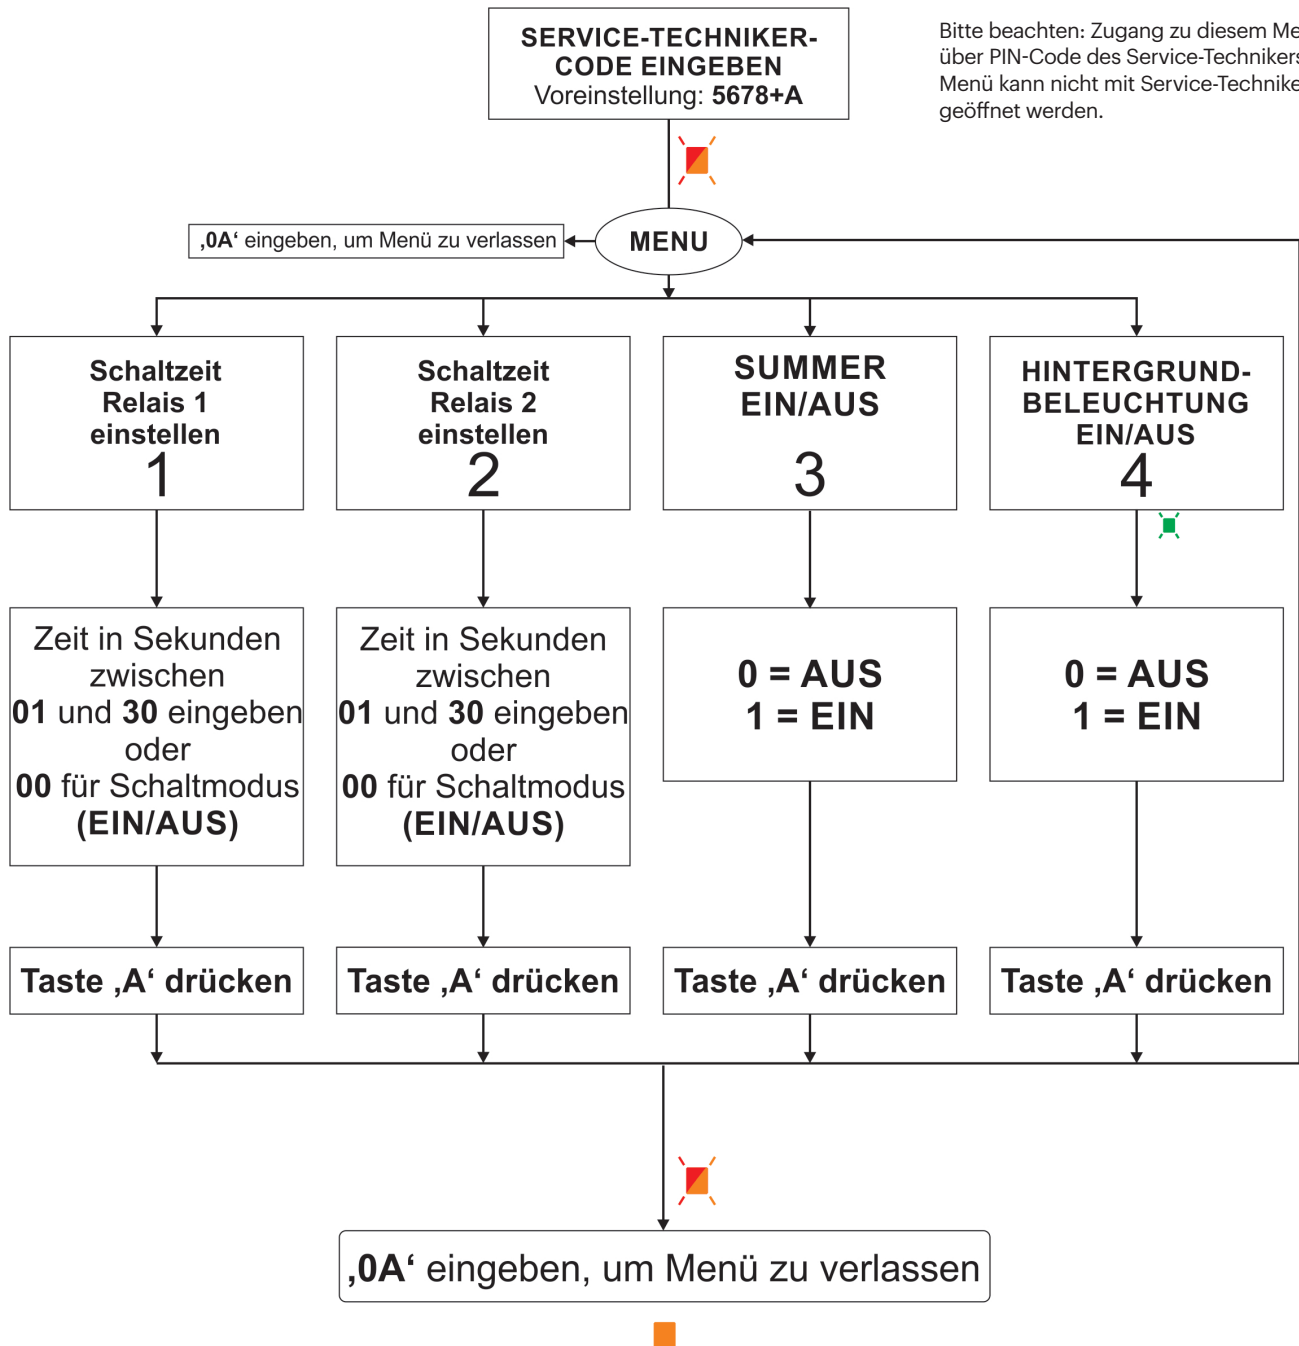 SERVICE-TECHNIKER-
CODE EINGEBEN
Voreinstellung: 5678+A
Bitte beachten: Zugang zu diesem
über PIN-Code des Service-Technikers
Menü kann nicht mit
geöffnet werden.
‚0A‘ eingeben, um Menü zu verlassen
MENU
Schaltzeit
Relais 1
einstellen
1
Schaltzeit
Relais 2
einstellen
2
SUMMER
EIN/AUS
3
HINTERGRUND-
BELEUCHTUNG
EIN/AUS
4
Zeit in Sekunden
zwischen
01 und 30 eingeben
oder
00 für Schaltmodus
(EIN/AUS)
Zeit in Sekunden
zwischen
01 und 30 eingeben
oder
00 für Schaltmodus
(EIN/AUS)
0 = AUS
1 = EIN
0 = AUS
1 = EIN
Taste ‚A‘ drücken
Taste ‚A‘ drücken
Taste ‚A‘ drücken
Taste ‚A‘ drücken
‚0A‘ eingeben, um Menü zu verlassen